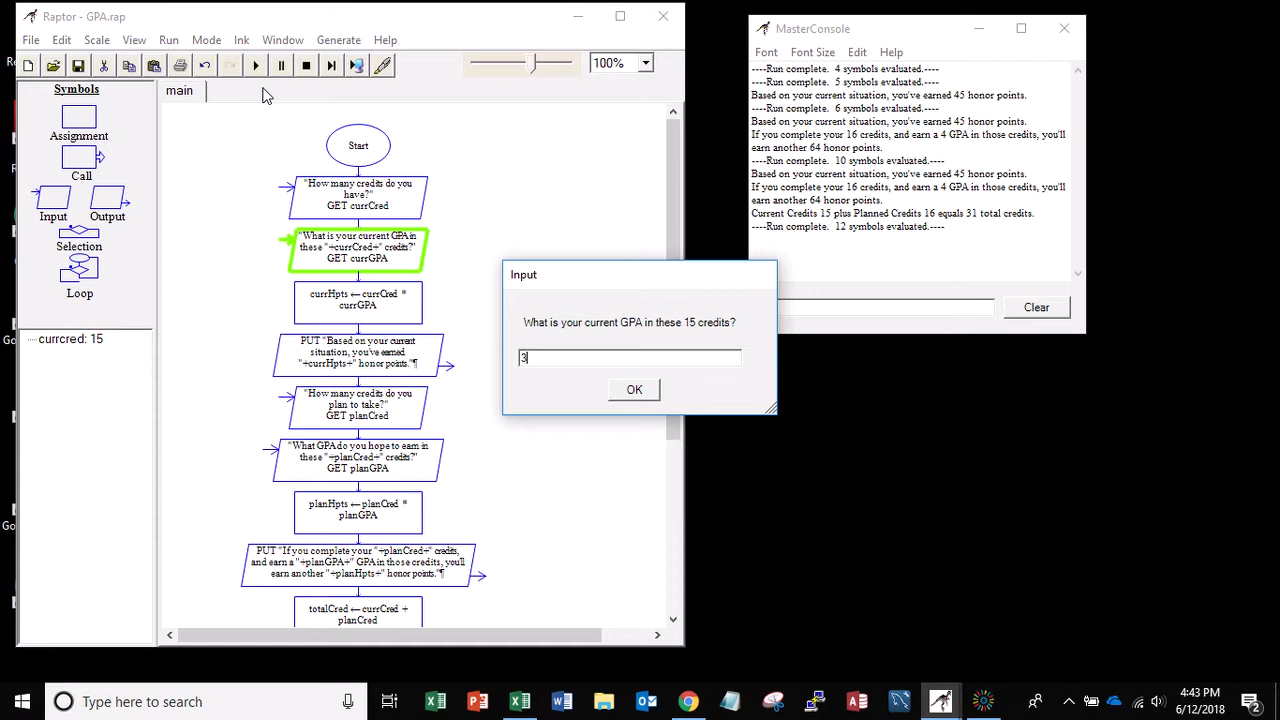 Raptor - GPA.rap
File Edit Scale View Run Mode Ink Window Generate Help
100%
Symbols
Assignment
Call
Input Output
Selection
Loop
currcred: 15
main
Start
"How many credits do you
have?"
GET currCred
"What is your current GPA in
these "+currCred+" credits?"
GET currGPA
currHpts ← currCred *
currGPA
PUT "Based on your current
situation, you've earned
"+currHpts+" honor points."¶
"How many credits do you
plan to take?"
GET planCred
"What GPA do you hope to earn in
these "+planCred+" credits?"
GET planGPA
planHpts ← planCred *
planGPA
PUT "If you complete your "+planCred+" credits,
and earn a "+planGPA+" GPA in those credits, you'll
earn another "+planHpts+" honor points."¶
totalCred ← currCred +
planCred
MasterConsole
Font Font Size Edit Help
----Run complete. 4 symbols evaluated.----
----Run complete. 5 symbols evaluated.----
Based on your current situation, you've earned 45 honor points.
----Run complete. 6 symbols evaluated.----
Based on your current situation, you've earned 45 honor points.
If you complete your 16 credits, and earn a 4 GPA in those credits, you'll
earn another 64 honor points.
----Run complete. 10 symbols evaluated.----
Based on your current situation, you've earned 45 honor points.
If you complete your 16 credits, and earn a 4 GPA in those credits, you'll
earn another 64 honor points.
Current Credits 15 plus Planned Credits 16 equals 31 total credits.
----Run complete. 12 symbols evaluated.----
Clear
Input
What is your current GPA in these 15 credits?
3
OK
Type here to search
4:43 PM
6/12/2018